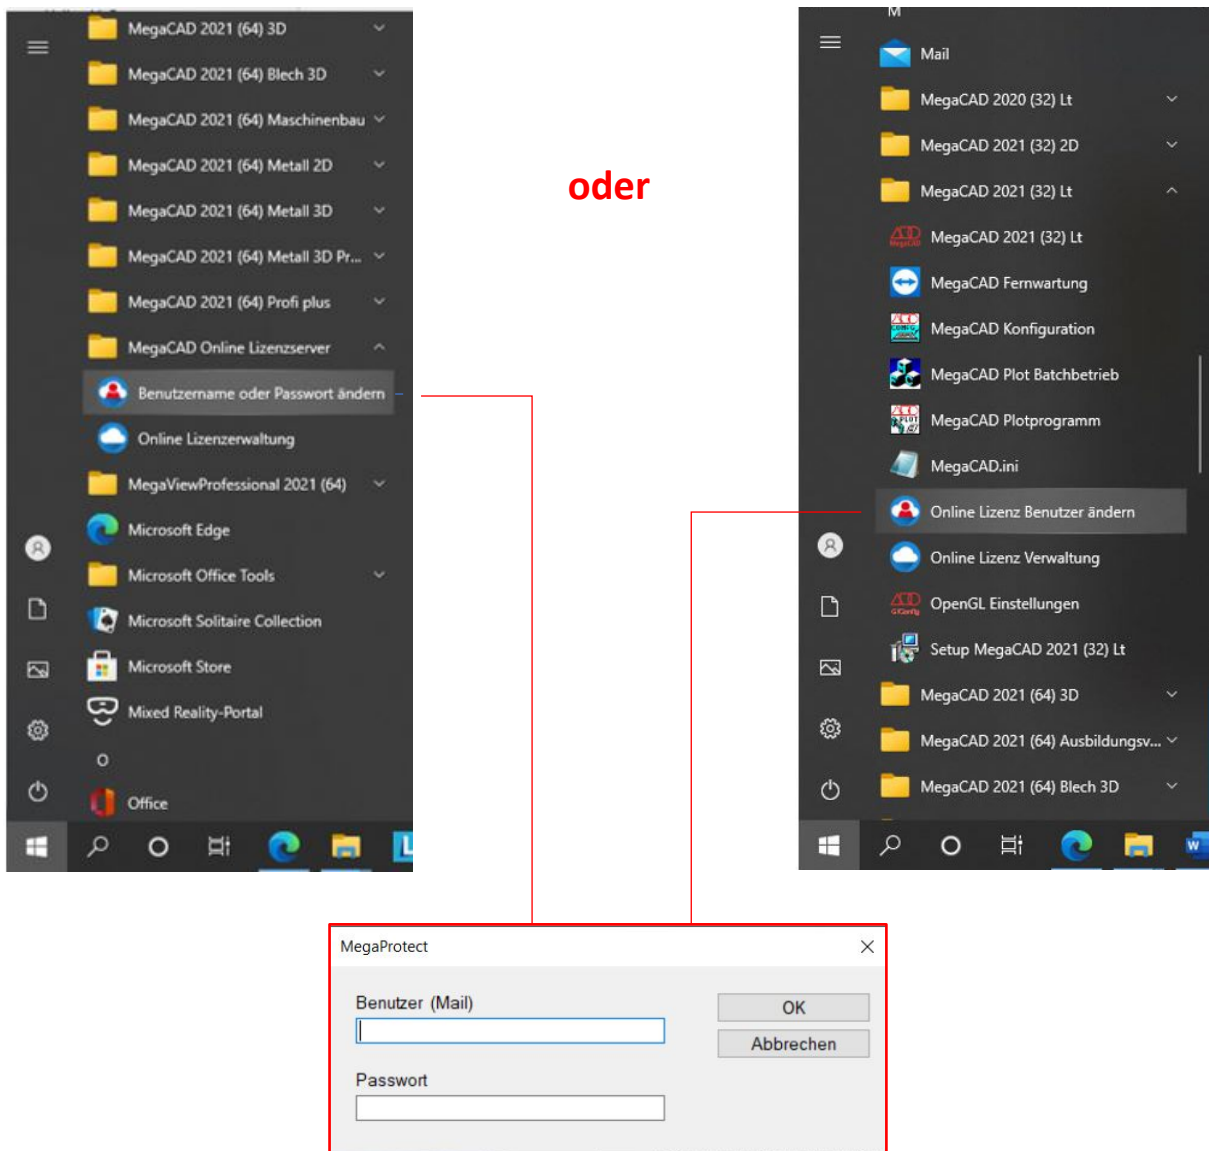 MegaCAD 2021 (64) 3D
MegaCAD 2021 (64) Blech 3D
MegaCAD 2021 (64) Maschinenbau
MegaCAD 2021 (64) Metall 2D
MegaCAD 2021 (64) Metall 3D
MegaCAD 2021 (64) Metall 3D Pr...
MegaCAD 2021 (64) Profi plus
MegaCAD Online Lizenzserver
Benutzername oder Passwort ändern
Online Lizenzerwaltung
MegaViewProfessional 2021 (64)
Microsoft Edge
Microsoft Office Tools
Microsoft Solitaire Collection
Microsoft Store
Mixed Reality-Portal
O
Office
L
oder
M
Mail
MegaCAD 2020 (32) Lt
MegaCAD 2021 (32) 2D
MegaCAD 2021 (32) Lt
MegaCAD 2021 (32) Lt
MegaCAD Fernwartung
MegaCAD Konfiguration
MegaCAD Plot Batchbetrieb
MegaCAD Plotprogramm
MegaCAD.ini
Online Lizenz Benutzer ändern
Online Lizenz Verwaltung
OpenGL Einstellungen
Setup MegaCAD 2021 (32) Lt
MegaCAD 2021 (64) 3D
MegaCAD 2021 (64) Ausbildungsv...
MegaCAD 2021 (64) Blech 3D
W
MegaProtect
Benutzer (Mail)
OK
Abbrechen
Passwort